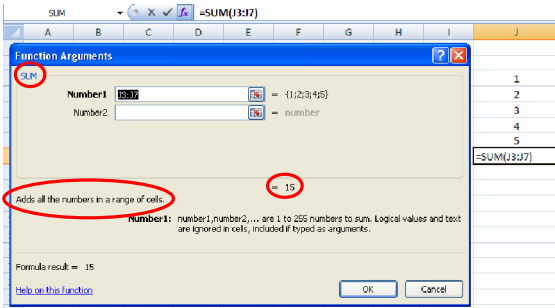 SUM =SUM(J3:J7)
A B C D E F G H I J
Function Arguments
SUM
Number1 J3:J7 = {1;2;3;4;5}
Number2 = number
= 15
Adds all the numbers in a range of cells.
Number1: number1,number2,... are 1 to 255 numbers to sum. Logical values and text
are ignored in cells, included if typed as arguments.
Formula result = 15
Help on this function OK Cancel
1
2
3
4
5
=SUM(J3:J7)